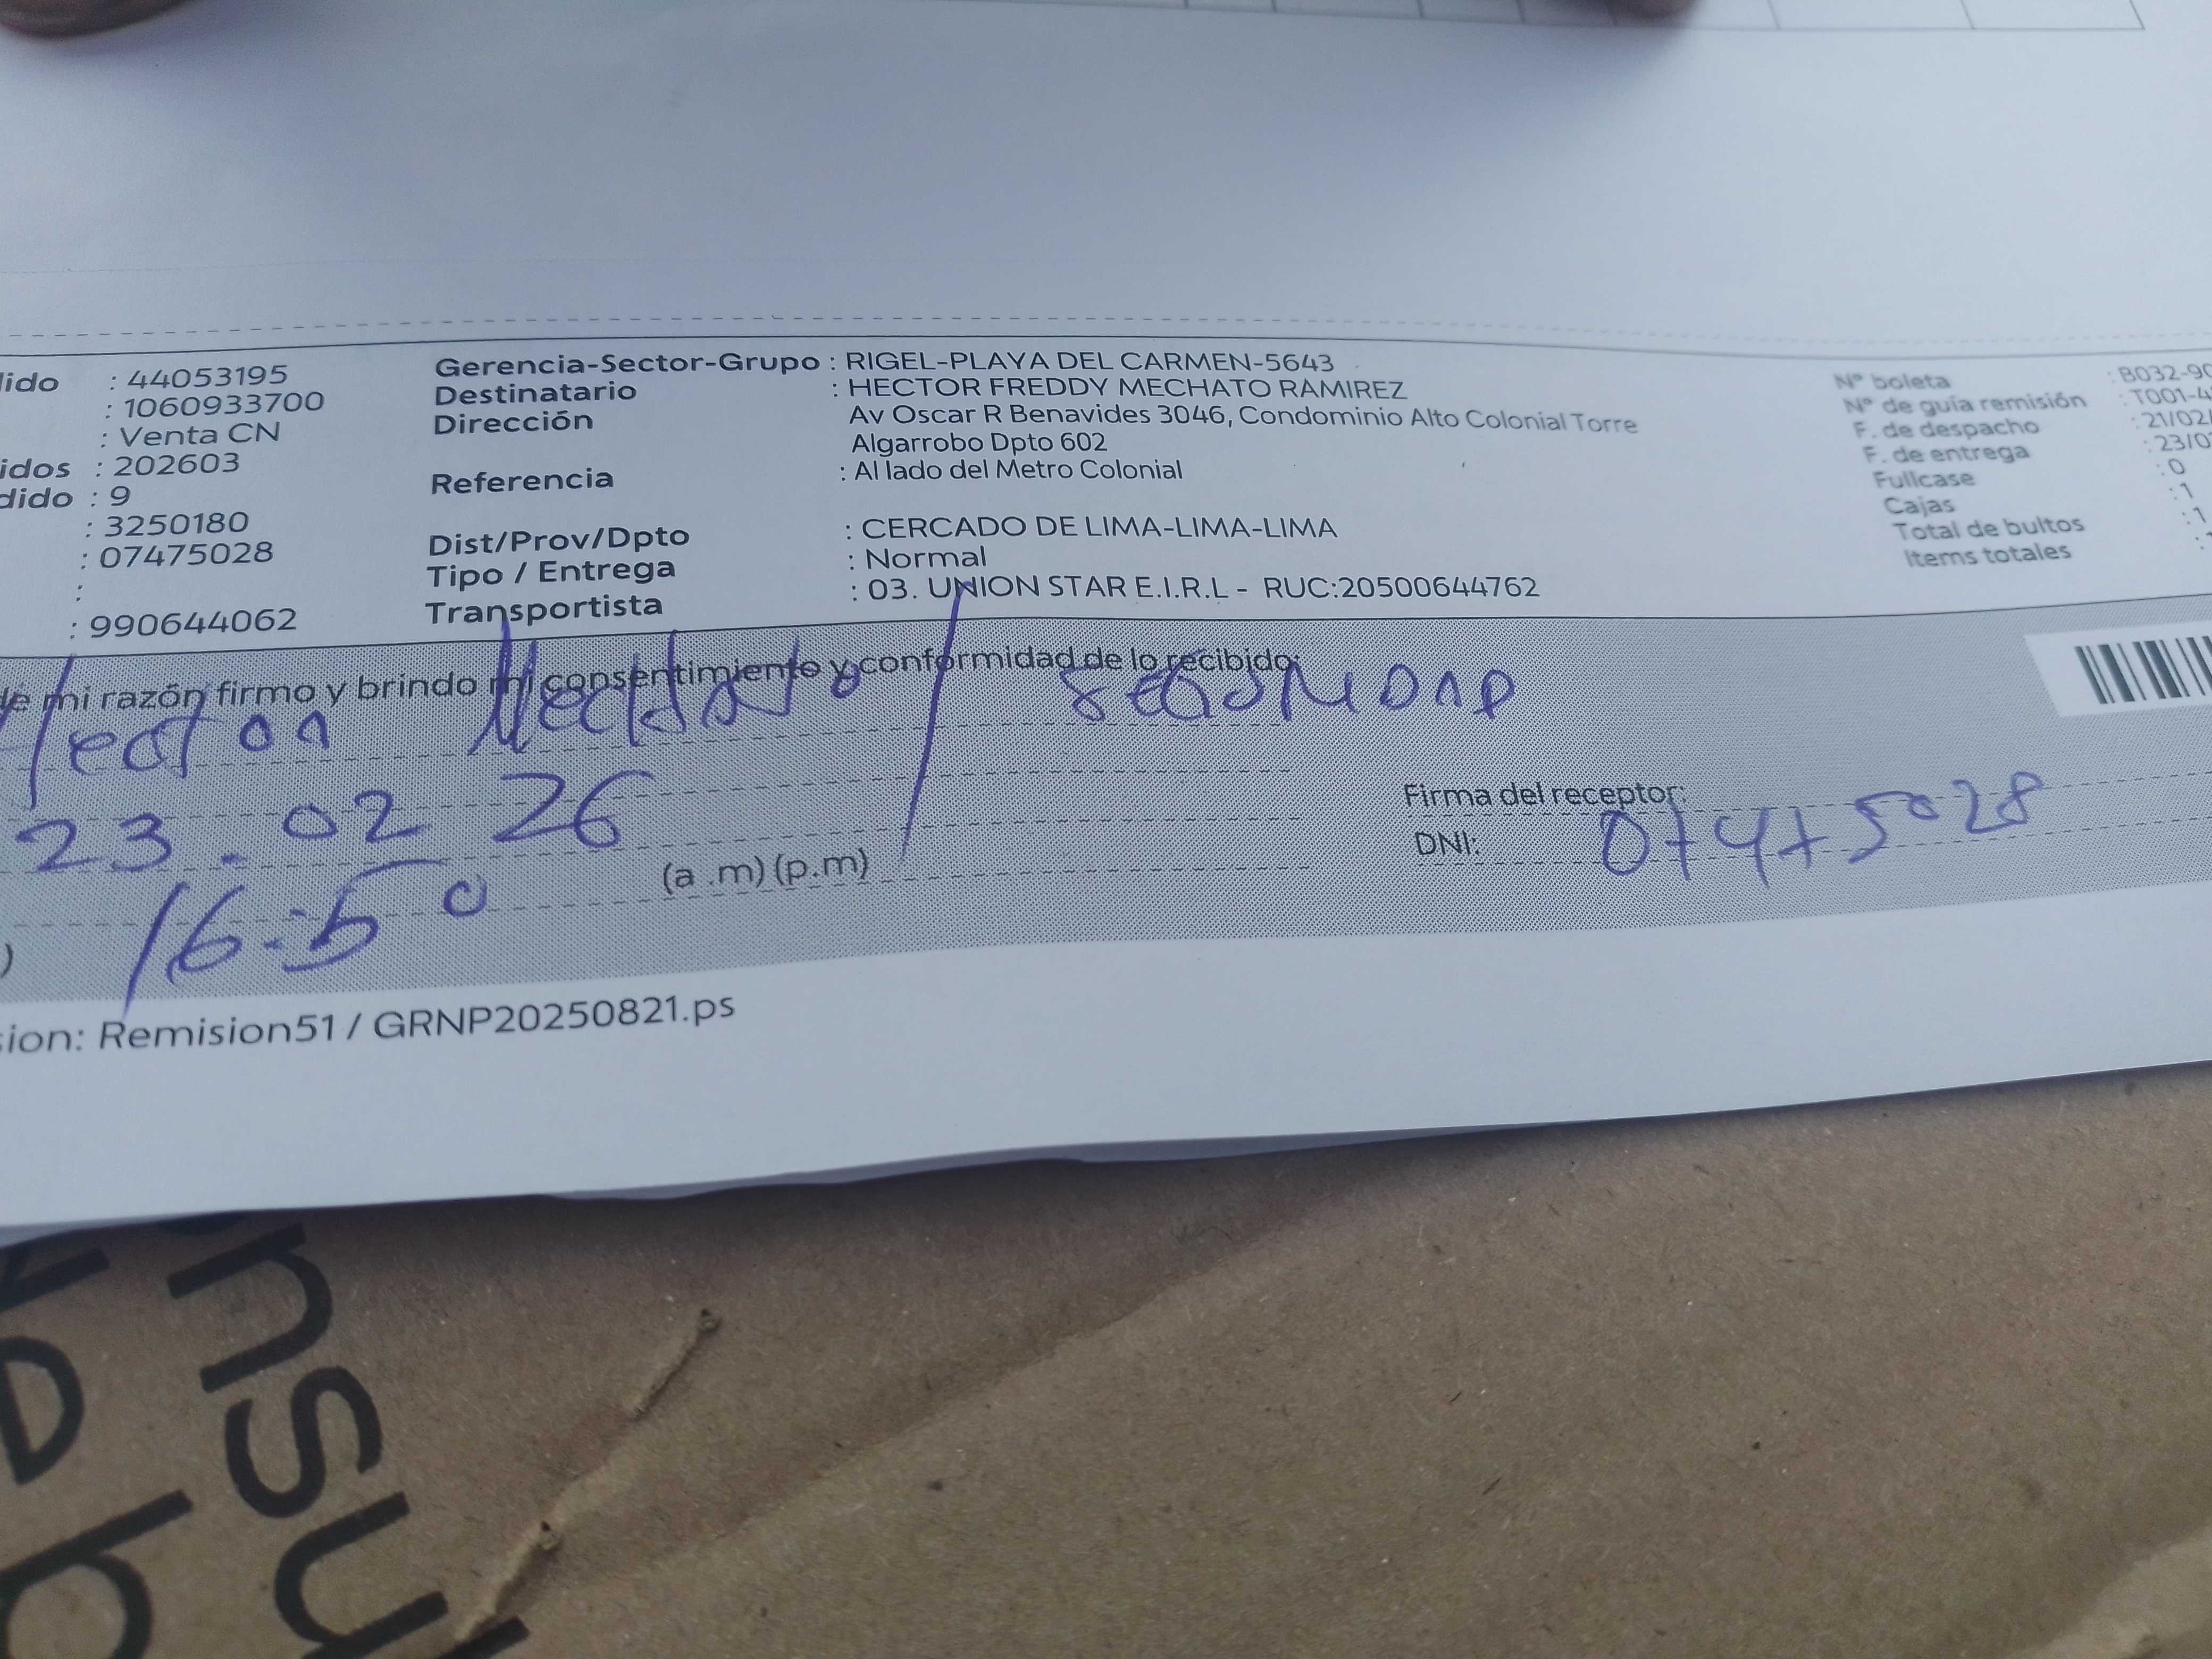 dido : 44053195
: 1060933700
: Venta CN
idos : 202603
dido : 9
: 3250180
: 07475028
:
: 990644062
Gerencia-Sector-Grupo : RIGEL-PLAYA DEL CARMEN-5643
Destinatario : HECTOR FREDDY MECHATO RAMIREZ
Dirección Av Oscar R Benavides 3046, Condominio Alto Colonial Torre
Algarrobo Dpto 602
Referencia : Al lado del Metro Colonial
Dist/Prov/Dpto : CERCADO DE LIMA-LIMA-LIMA
Tipo / Entrega : Normal
Transportista : 03. UNION STAR E.I.R.L - RUC:20500644762
Nº boleta : B032-90
Nº de guía remisión : T001-4
F. de despacho : 21/02/
F. de entrega : 23/0
Fullcase : 0
Cajas : 1
Total de bultos : 1
Items totales :
de mi razón firmo y brindo mi consentimiento y conformidad de lo recibido:
Hector Mechato
23.02 26
16:50 (a .m) (p.m)
Firma del receptor:
DNI: 07475028
)
sion: Remision51 / GRNP20250821.ps